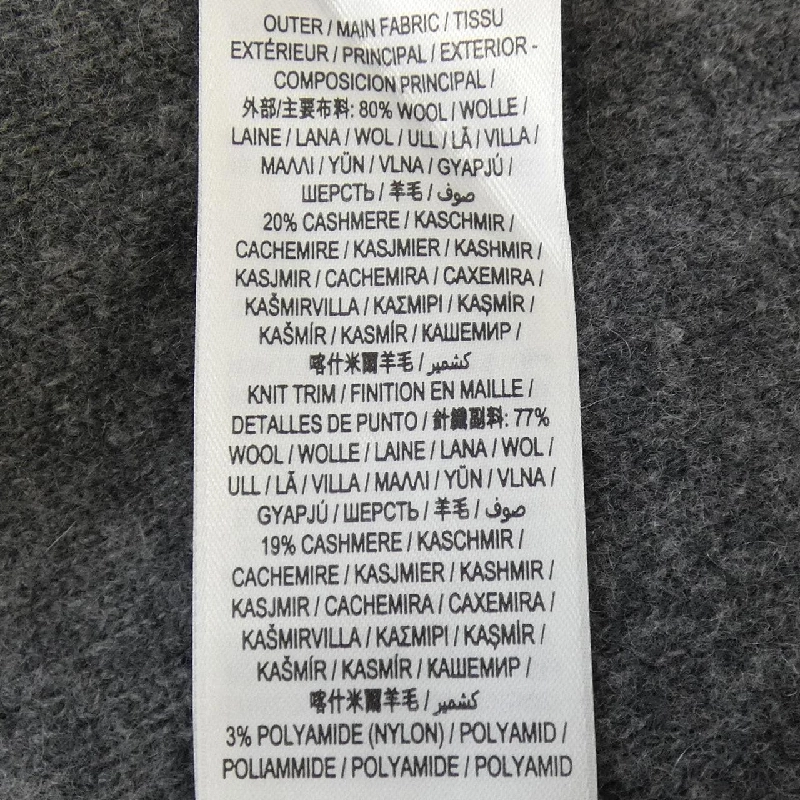 OUTER / MAIN FABRIC / TISSU
EXTÉRIEUR / PRINCIPAL / EXTERIOR -
COMPOSICION PRINCIPAL /
外部/主要布料: 80% WOOL / WOLLE /
LAINE / LANA / WOL / ULL / LÃ / VILLA /
ΜΑΛΛΙ / YÜN / VLNA / GYAPJÚ /
ШЕРСТЬ / 羊毛 / صوف
20% CASHMERE / KASCHMIR /
CACHEMIRE / KASJMIER / KASHMIR /
KASJMIR / CACHEMIRA / CAXEMIRA /
KAŠMIRVILLA / ΚΑΣΜΙΡΙ / KAŞMİR /
KAŠMÍR / KASMÍR / КАШЕМИР /
喀什米爾羊毛 / كشمير
KNIT TRIM / FINITION EN MAILLE /
DETALLES DE PUNTO / 針織副料: 77%
WOOL / WOLLE / LAINE / LANA / WOL /
ULL / LÃ / VILLA / ΜΑΛΛΙ / YÜN / VLNA /
GYAPJÚ / ШЕРСТЬ / 羊毛 / صوف
19% CASHMERE / KASCHMIR /
CACHEMIRE / KASJMIER / KASHMIR /
KASJMIR / CACHEMIRA / CAXEMIRA /
KAŠMIRVILLA / ΚΑΣΜΙΡΙ / KAŞMİR /
KAŠMÍR / KASMÍR / КАШЕМИР /
喀什米爾羊毛 / كشمير
3% POLYAMIDE (NYLON) / POLYAMID /
POLIAMMIDE / POLYAMIDE / POLYAMID